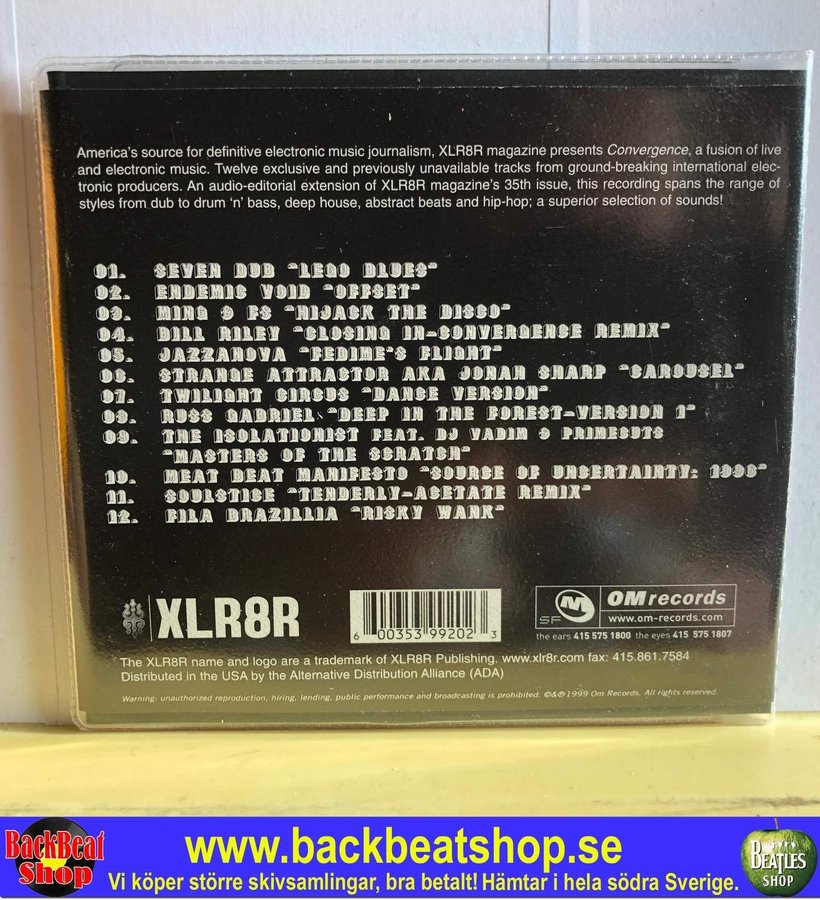 America's source for definitive electronic music journalism, XLR8R magazine presents Convergence, a fusion of live
and electronic music. Twelve exclusive and previously unavailable tracks from ground-breaking international elec-
tronic producers. An audio-editorial extension of XLR8R magazine's 35th issue, this recording spans the range of
styles from dub to drum 'n' bass, deep house, abstract beats and hip-hop; a superior selection of sounds!
01. SEVEN DUB "LEGO BLUES"
02. ENDEMIC VOID "OFFSET"
03. MING & FS "HIJACK THE DISCO"
04. BILL RILEY "CLOSING IN-CONVERGENCE REMIX"
05. JAZZANOVA "FEDIME'S FLIGHT"
06. STRANGE ATTRACTOR AKA JONAH SHARP "CAROUSEL"
07. TWILIGHT CIRCUS "DANCE VERSION"
08. RUSS GABRIEL "DEEP IN THE FOREST-VERSION 1"
09. THE ISOLATIONIST FEAT. DJ VADIM & PRIMECUTS
"MASTERS OF THE SCRATCH"
10. MEAT BEAT MANIFESTO "SOURCE OF UNCERTAINTY: 1998"
11. SOULSTICE "TENDERLY-ACETATE REMIX"
12. FILA BRAZILLIA "RISKY WANK"
XLR8R
6 00353 99202 3
SF OM records
www.om-records.com
the ears 415 575 1800 the eyes 415 575 1807
The XLR8R name and logo are a trademark of XLR8R Publishing. www.xlr8r.com fax: 415.861.7584
Distributed in the USA by the Alternative Distribution Alliance (ADA)
Warning: unauthorized reproduction, hiring, lending, public performance and broadcasting is prohibited. ©&℗1999 Om Records. All rights reserved.
BackBeat
Shop
www.backbeatshop.se
Vi köper större skivsamlingar, bra betalt! Hämtar i hela södra Sverige.
BEATLES
SHOP